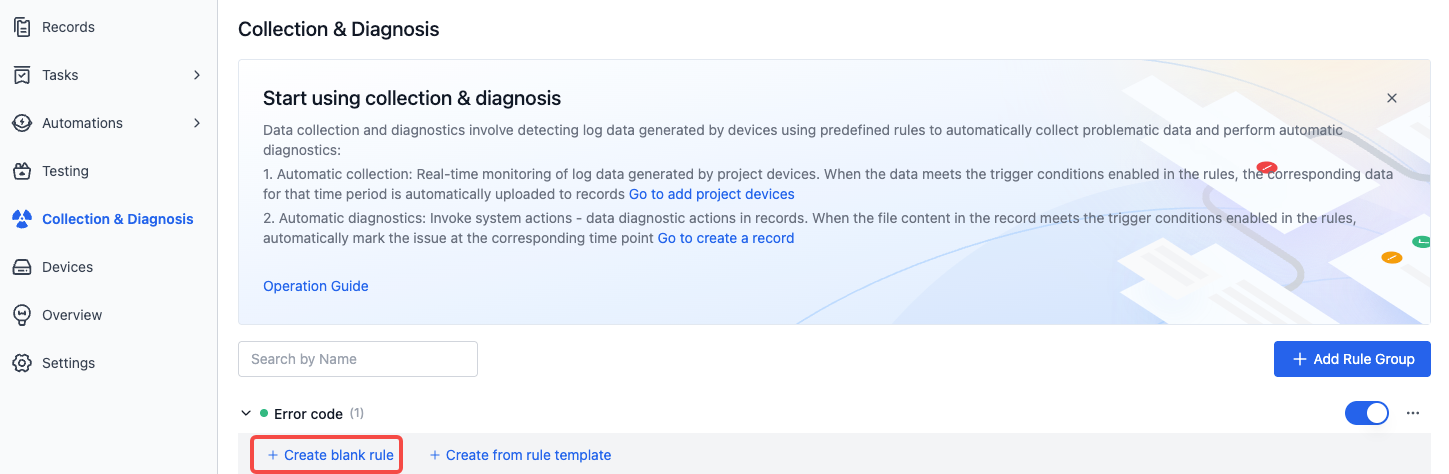 Records
Tasks
Automations
Testing
Collection & Diagnosis
Devices
Overview
Settings
Collection & Diagnosis
Start using collection & diagnosis
Data collection and diagnostics involve detecting log data generated by devices using predefined rules to automatically collect problematic data and perform automatic
diagnostics:
1. Automatic collection: Real-time monitoring of log data generated by project devices. When the data meets the trigger conditions enabled in the rules, the corresponding data
for that time period is automatically uploaded to records Go to add project devices
2. Automatic diagnostics: Invoke system actions - data diagnostic actions in records. When the file content in the record meets the trigger conditions enabled in the rules,
automatically mark the issue at the corresponding time point Go to create a record
Operation Guide
Search by Name
+ Add Rule Group
Error code (1)
+ Create blank rule
+ Create from rule template